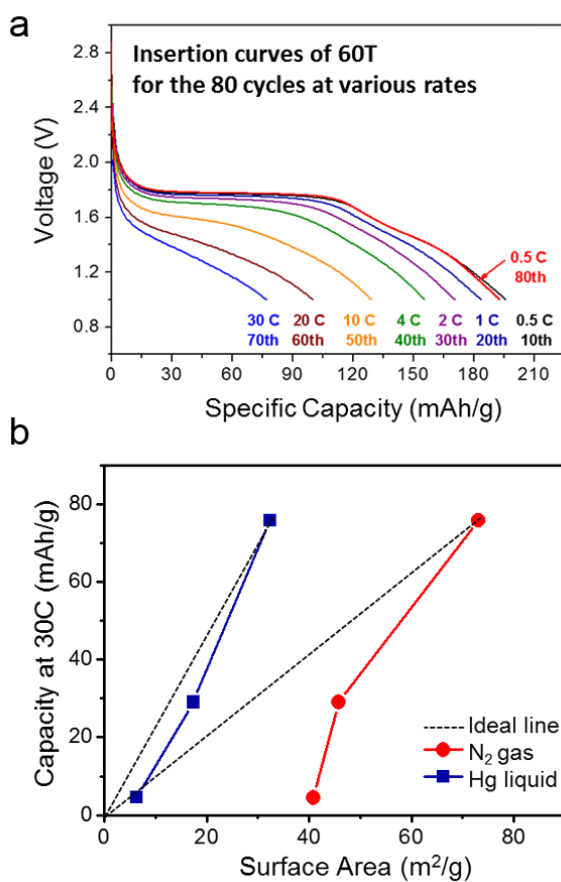 a
Insertion curves of 60T
for the 80 cycles at various rates
Voltage (V)
2.8
2.4
2.0
1.6
1.2
0.8
0.5 C
80th
30 C 20 C 10 C 4 C 2 C 1 C 0.5 C
70th 60th 50th 40th 30th 20th 10th
0 30 60 90 120 150 180 210
Specific Capacity (mAh/g)
b
Capacity at 30C (mAh/g)
80
60
40
20
0
Ideal line
N₂ gas
Hg liquid
0 20 40 60 80
Surface Area (m²/g)